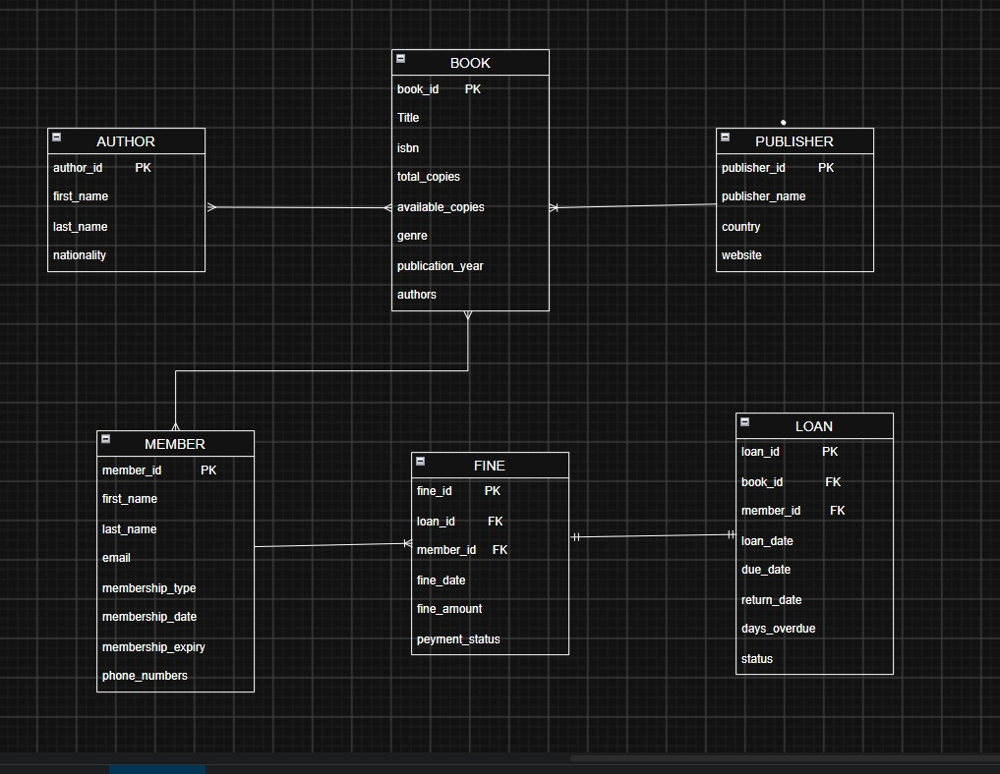 BOOK
book_id PK
Title
isbn
total_copies
available_copies
genre
publication_year
authors
AUTHOR
author_id PK
first_name
last_name
nationality
PUBLISHER
publisher_id PK
publisher_name
country
website
MEMBER
member_id PK
first_name
last_name
email
membership_type
membership_date
membership_expiry
phone_numbers
FINE
fine_id PK
loan_id FK
member_id FK
fine_date
fine_amount
peyment_status
LOAN
loan_id PK
book_id FK
member_id FK
loan_date
due_date
return_date
days_overdue
status